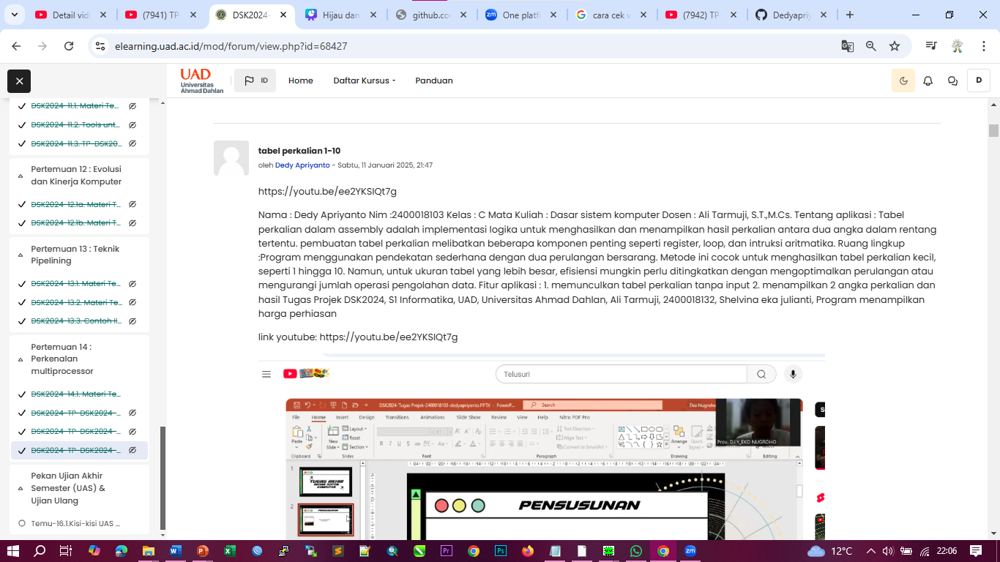 Detail vid
(7941) TP
DSK2024-
Hijau dan
github.co
One platf
cara cek v
(7942) TP
Dedyapriy
elearning.uad.ac.id/mod/forum/view.php?id=68427
UAD
Universitas
Ahmad Dahlan
ID
Home
Daftar Kursus
Panduan
D
DSK2024-11.1. Materi Te...
DSK2024-11.2. Tools unt...
DSK2024-11.3. TP-DSK20...
Pertemuan 12 : Evolusi
dan Kinerja Komputer
DSK2024-12.1a. Materi T...
DSK2024-12.1b. Materi T...
Pertemuan 13 : Teknik
Pipelining
DSK2024-13.1. Materi Te...
DSK2024-13.2. Materi Te...
DSK2024-13.3. Contoh Il...
Pertemuan 14 :
Perkenalan
multiprocessor
DSK2024-14.1. Materi Te...
DSK2024-TP-DSK2024-...
DSK2024-TP-DSK2024-...
DSK2024-TP-DSK2024-...
Pekan Ujian Akhir
Semester (UAS) &
Ujian Ulang
Temu-16.1.Kisi-kisi UAS ...
tabel perkalian 1-10
oleh Dedy Apriyanto - Sabtu, 11 Januari 2025, 21:47
https://youtu.be/ee2YKSIQt7g
Nama : Dedy Apriyanto Nim :2400018103 Kelas : C Mata Kuliah : Dasar sistem komputer Dosen : Ali Tarmuji, S.T.,M.Cs. Tentang aplikasi : Tabel
perkalian dalam assembly adalah implementasi logika untuk menghasilkan dan menampilkan hasil perkalian antara dua angka dalam rentang
tertentu. pembuatan tabel perkalian melibatkan beberapa komponen penting seperti register, loop, dan intruksi aritmatika. Ruang lingkup
:Program menggunakan pendekatan sederhana dengan dua perulangan bersarang. Metode ini cocok untuk menghasilkan tabel perkalian kecil,
seperti 1 hingga 10. Namun, untuk ukuran tabel yang lebih besar, efisiensi mungkin perlu ditingkatkan dengan mengoptimalkan perulangan atau
mengurangi jumlah operasi pengolahan data. Fitur aplikasi : 1. memunculkan tabel perkalian tanpa input 2. menampilkan 2 angka perkalian dan
hasil Tugas Projek DSK2024, S1 Informatika, UAD, Universitas Ahmad Dahlan, Ali Tarmuji, 2400018132, Shelvina eka julianti, Program menampilkan
harga perhiasan
link youtube: https://youtu.be/ee2YKSIQt7g
Telusuri
DSK2024-Tugas Projek-2400018103-dedyapriyanto.PPTX - PowerP...
Search
Eko Nugroho
File Home Insert Design Transitions Animations Slide Show Review View Help Nitro PDF Pro
Paste
New
Slides
Layout
Reset
Section
Text Direction
Align Text
Convert to SmartArt
Arrange
Quick
Clipboard
Slides
Font
Paragraph
Drawing
Editing
Prov. DJ.Y_EKO NUGROHO
1
TUGAS AKHIR
DASAR SISTEM
KOMPUTER
2
PENSUSUNAN
PENSUSUNAN
12°C
22:06